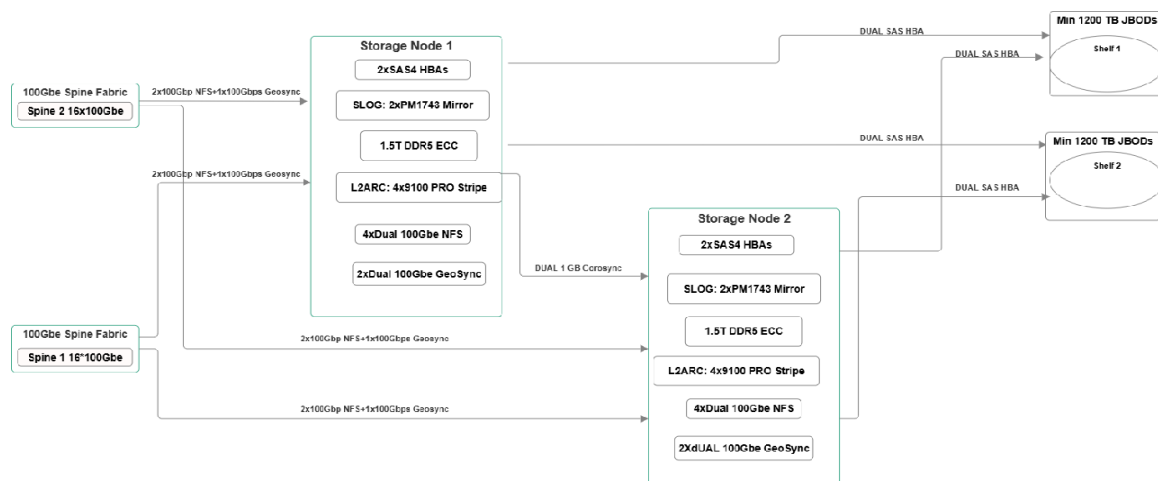 100Gbe Spine Fabric
Spine 2 16x100Gbe
100Gbe Spine Fabric
Spine 1 16*100Gbe
2x100Gbp NFS+1x100Gbps Geosync
2x100Gbp NFS+1x100Gbps Geosync
2x100Gbp NFS+1x100Gbps Geosync
2x100Gbp NFS+1x100Gbps Geosync
Storage Node 1
2xSAS4 HBAs
SLOG: 2xPM1743 Mirror
1.5T DDR5 ECC
L2ARC: 4x9100 PRO Stripe
4xDual 100Gbe NFS
2xDual 100Gbe GeoSync
DUAL 1 GB Corosync
Storage Node 2
2xSAS4 HBAs
SLOG: 2xPM1743 Mirror
1.5T DDR5 ECC
L2ARC: 4x9100 PRO Stripe
4xDual 100Gbe NFS
2XdUAL 100Gbe GeoSync
DUAL SAS HBA
DUAL SAS HBA
DUAL SAS HBA
DUAL SAS HBA
Min 1200 TB JBODs
Shelf 1
Min 1200 TB JBODs
Shelf 2